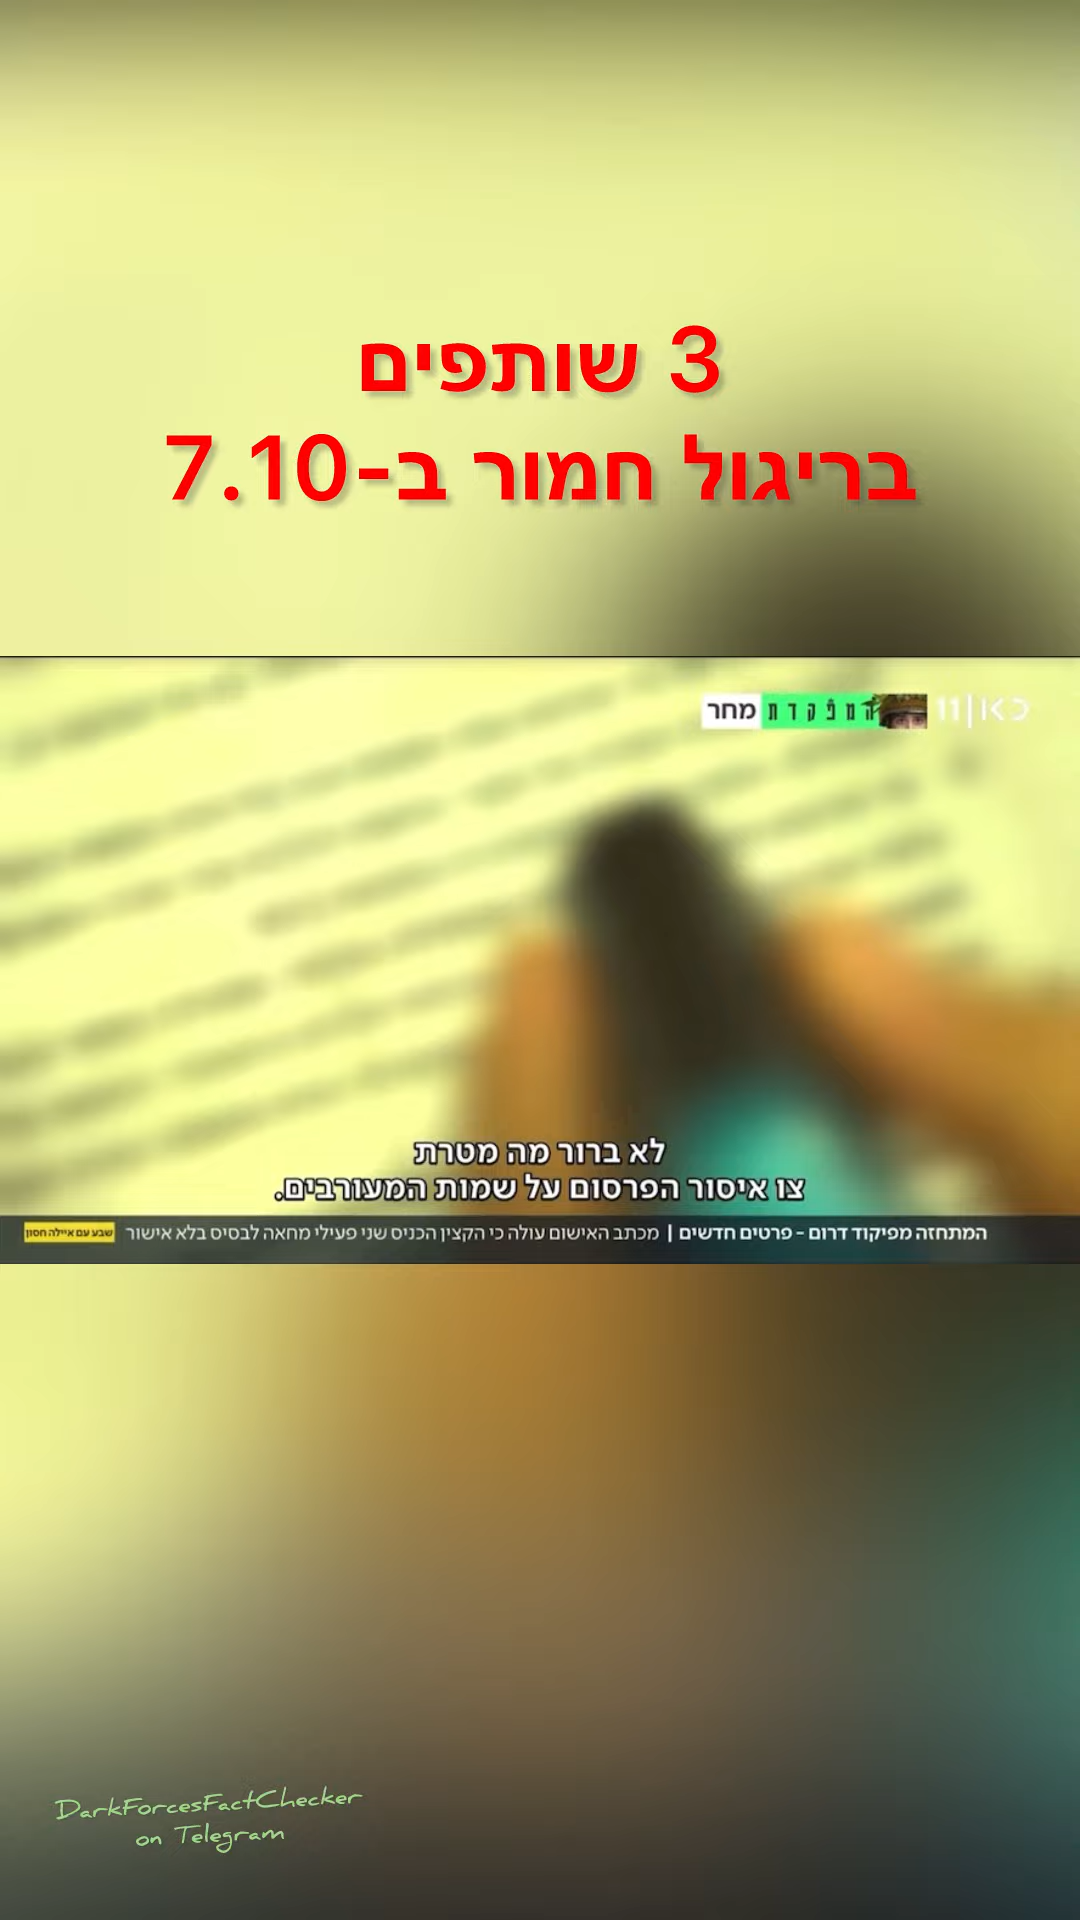 3 שותפים
בריגול חמור ב-7.10
כאן|11
המפקדת מחר
לא ברור מה מטרת
צו איסור הפרסום על שמות המעורבים.
המתחזה מפיקוד דרום - פרטים חדשים | מכתב האישום עולה כי הקצין הכניס שני פעילי מחאה לבסיס בלא אישור
שבע עם איילה חסון
DarkForcesFactChecker
on Telegram